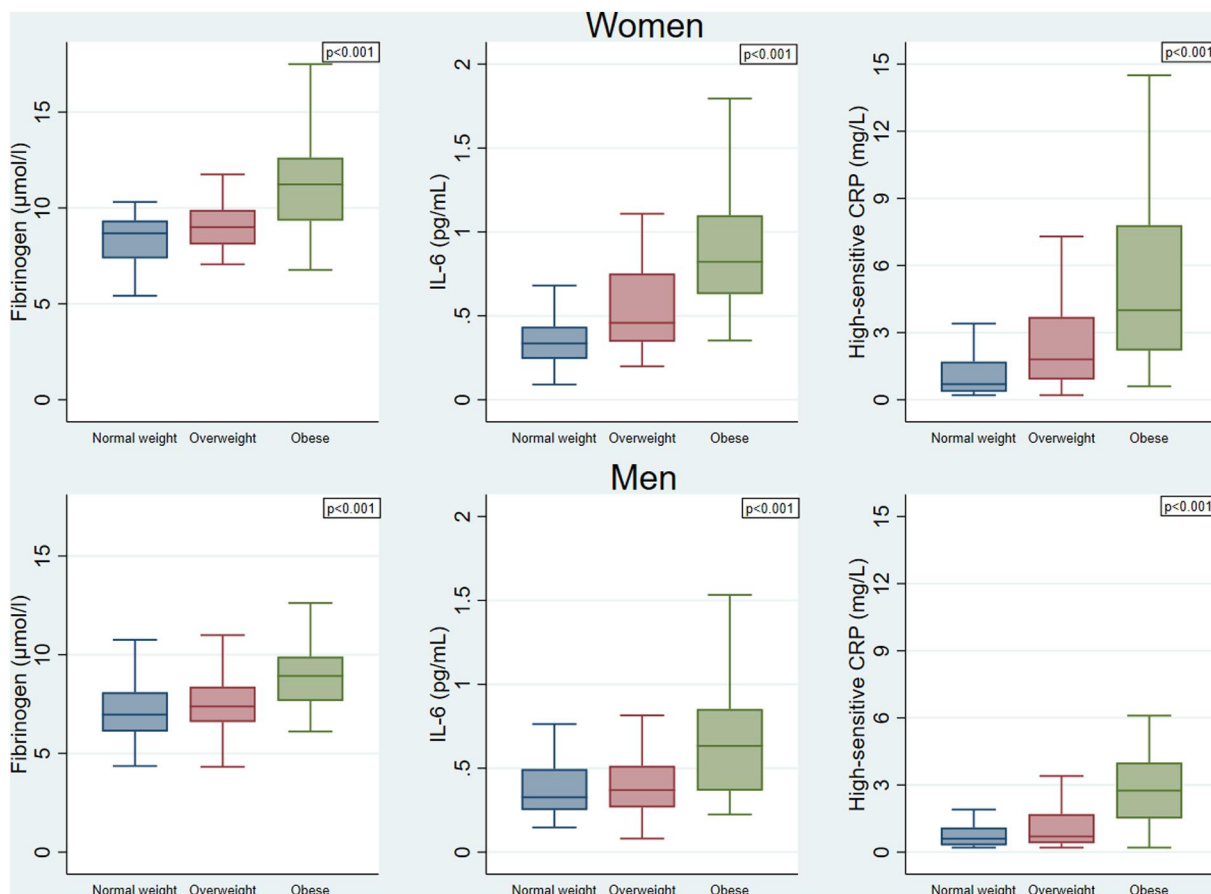 Women
p<0.001
Fibrinogen (µmol/l)
15
10
5
0
Normal weight Overweight Obese
p<0.001
IL-6 (pg/mL)
2
1.5
1
.5
0
Normal weight Overweight Obese
p<0.001
High-sensitive CRP (mg/L)
15
12
9
6
3
0
Normal weight Overweight Obese
Men
p<0.001
Fibrinogen (µmol/l)
15
10
5
0
Normal weight Overweight Obese
p<0.001
IL-6 (pg/mL)
2
1.5
1
.5
0
Normal weight Overweight Obese
p<0.001
High-sensitive CRP (mg/L)
15
12
9
6
3
0
Normal weight Overweight Obese